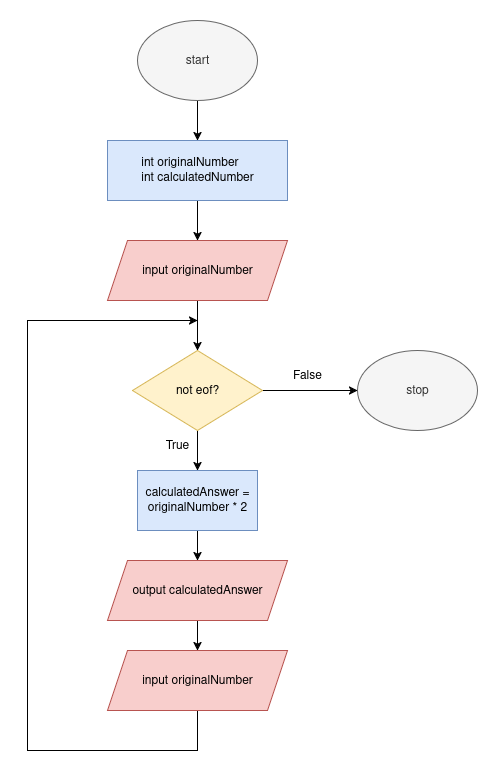 start
int originalNumber
int calculatedNumber
input originalNumber
not eof?
False
stop
True
calculatedAnswer =
originalNumber * 2
output calculatedAnswer
input originalNumber